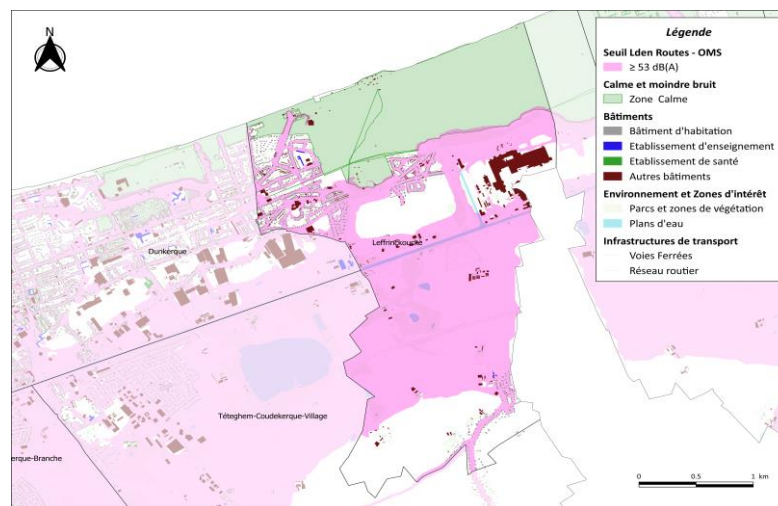 N
Légende
Seuil Lden Routes - OMS
≥ 53 dB(A)
Calme et moindre bruit
Zone Calme
Bâtiments
Bâtiment d'habitation
Etablissement d'enseignement
Etablissement de santé
Autres bâtiments
Environnement et Zones d'intérêt
Parcs et zones de végétation
Plans d'eau
Infrastructures de transport
Voies Ferrées
Réseau routier
Leffrinckoucke
Dunkerque
Téteghem-Coudekerque-Village
erque-Branche
0 0.5 1 km